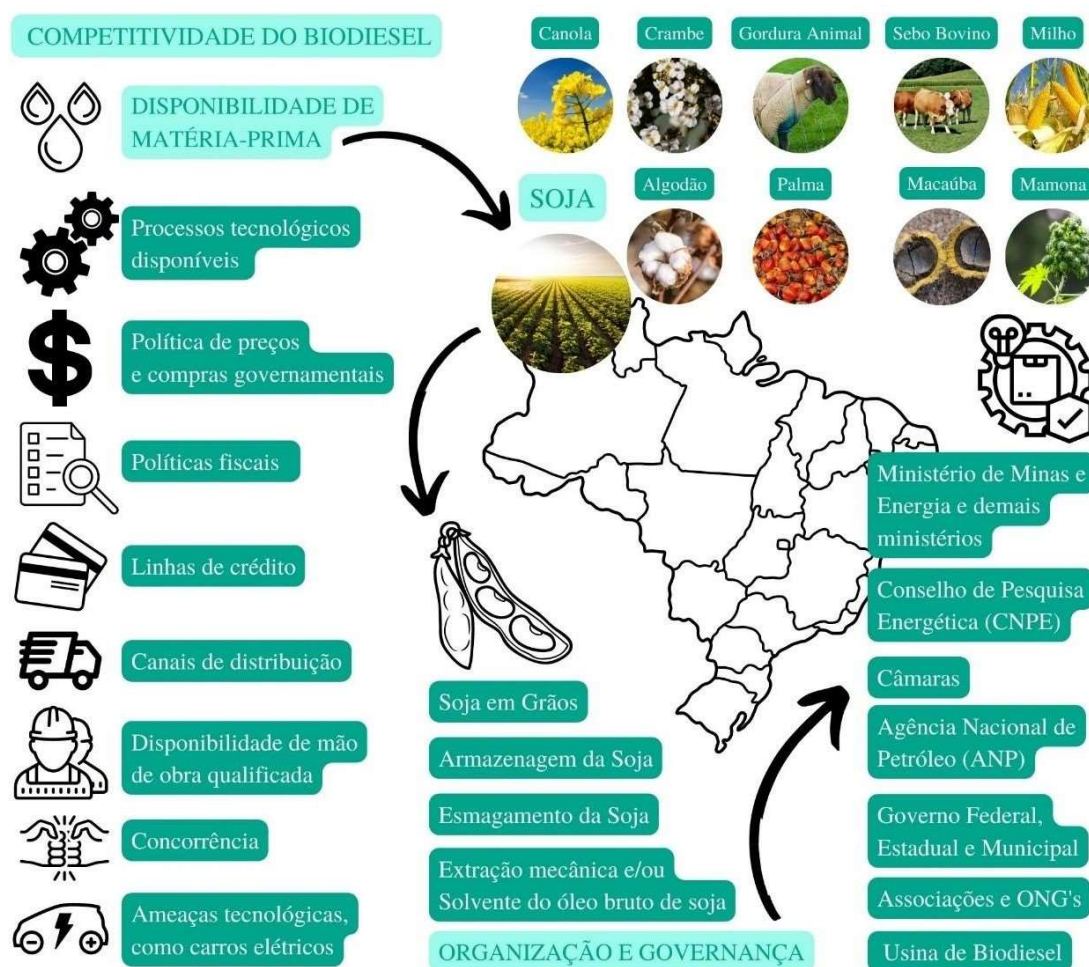 COMPETITIVIDADE DO BIODIESEL
DISPONIBILIDADE DE
MATÉRIA-PRIMA
Processos tecnológicos
disponíveis
Política de preços
e compras governamentais
Políticas fiscais
Linhas de crédito
Canais de distribuição
Disponibilidade de mão
de obra qualificada
Concorrência
Ameaças tecnológicas,
como carros elétricos
Canola
Crambe
Gordura Animal
Sebo Bovino
Milho
SOJA
Algodão
Palma
Macaúba
Mamona
Soja em Grãos
Armazenagem da Soja
Esmagamento da Soja
Extração mecânica e/ou
Solvente do óleo bruto de soja
ORGANIZAÇÃO E GOVERNANÇA
Ministério de Minas e
Energia e demais
ministérios
Conselho de Pesquisa
Energética (CNPE)
Câmaras
Agência Nacional de
Petróleo (ANP)
Governo Federal,
Estadual e Municipal
Associações e ONG's
Usina de Biodiesel